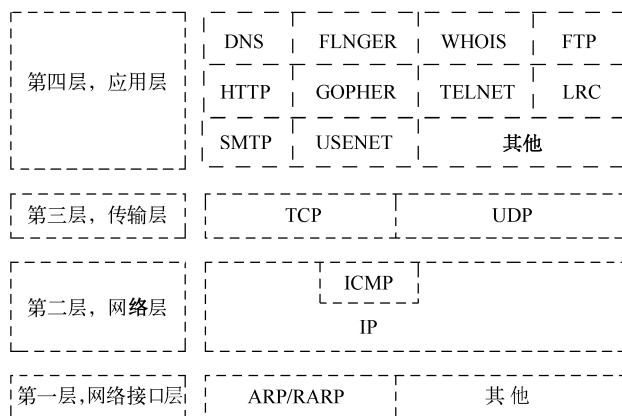 第四层，应用层
DNS FLNGER WHOIS FTP
HTTP GOPHER TELNET LRC
SMTP USENET 其他
第三层，传输层 TCP UDP
第二层，网络层
ICMP
IP
第一层,网络接口层 ARP/RARP 其他